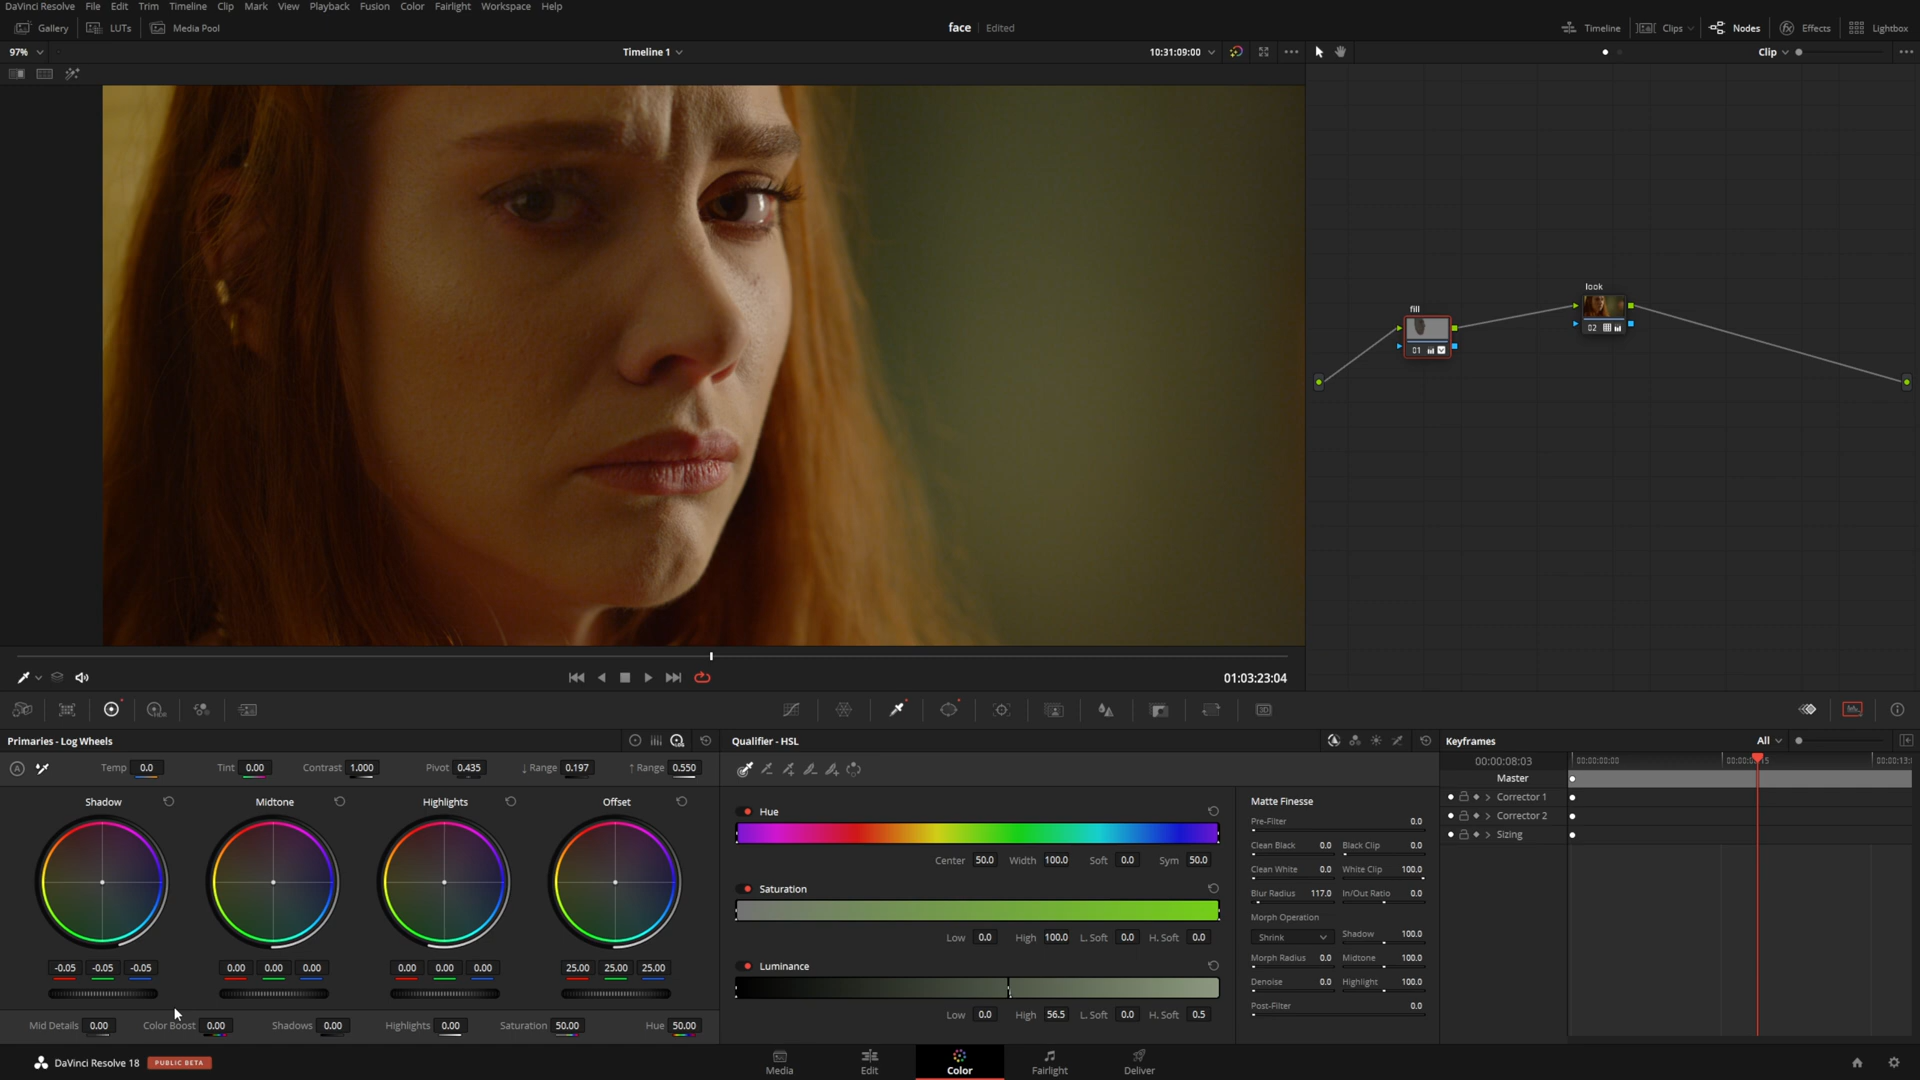 DaVinci Resolve File Edit Trim Timeline Clip Mark View Playback Fusion Color Fairlight Workspace Help
Gallery LUTs Media Pool face Edited Timeline Clips Nodes Effects Lightbox
97% Timeline 1 10:31:09:00 Clip
look
02
fill
01
01:03:23:04
Primaries - Log Wheels Qualifier - HSL Keyframes All
Temp 0.0 Tint 0.00 Contrast 1.000 Pivot 0.435 ↓ Range 0.197 ↑ Range 0.550
00:00:08:03 00:00:00:00
Master
Corrector 1
Corrector 2
Sizing
Shadow Midtone Highlights Offset
-0.05 -0.05 -0.05 0.00 0.00 0.00 0.00 0.00 0.00 25.00 25.00 25.00
Mid Details 0.00 Color Boost 0.00 Shadows 0.00 Highlights 0.00 Saturation 50.00 Hue 50.00
Hue
Center 50.0 Width 100.0 Soft 0.0 Sym 50.0
Saturation
Low 0.0 High 100.0 L. Soft 0.0 H. Soft 0.0
Luminance
Low 0.0 High 56.5 L. Soft 0.0 H. Soft 0.5
Matte Finesse
Pre-Filter 0.0
Clean Black 0.0 Black Clip 0.0
Clean White 0.0 White Clip 100.0
Blur Radius 117.0 In/Out Ratio 0.0
Morph Operation
Shrink Shadow 100.0
Morph Radius 0.0 Midtone 100.0
Denoise 0.0 Highlight 100.0
Post-Filter 0.0
DaVinci Resolve 18 PUBLIC BETA Media Edit Color Fairlight Deliver